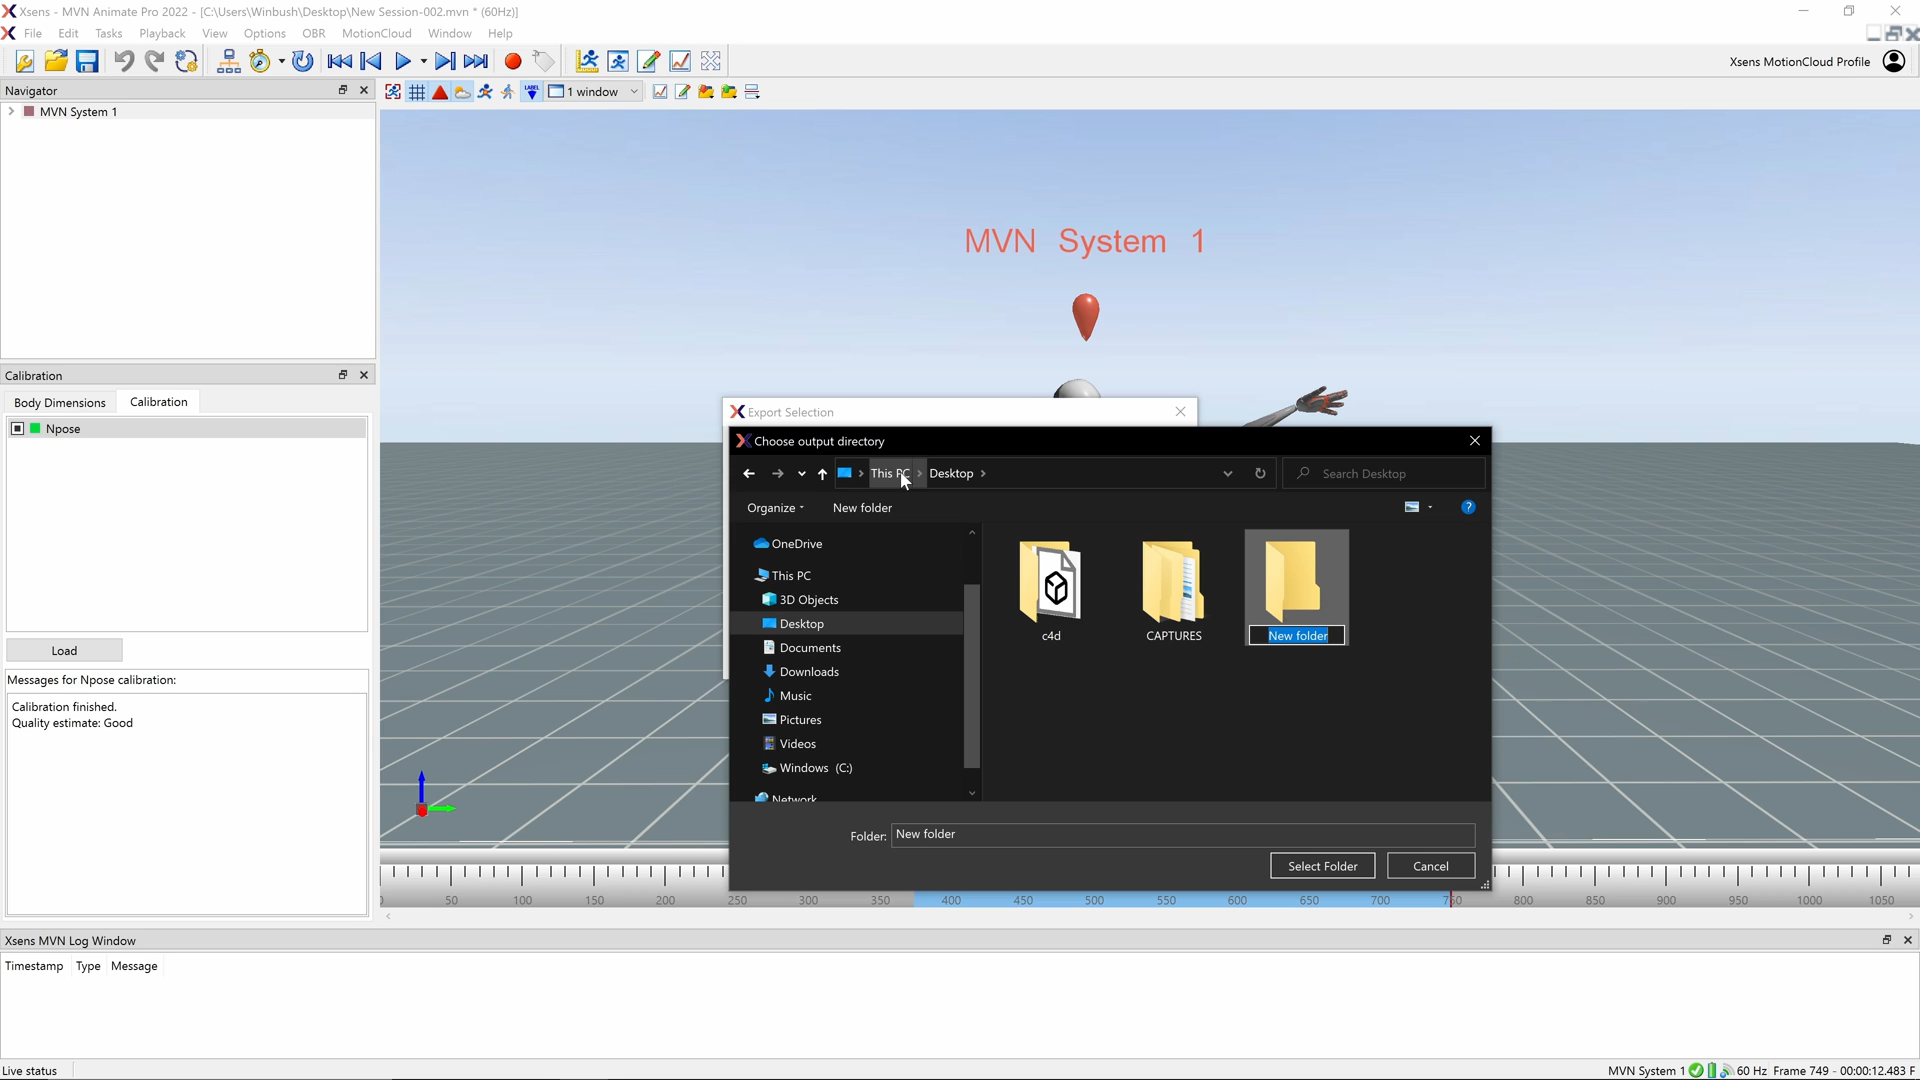 Xsens - MVN Animate Pro 2022 - [C:\Users\Winbush\Desktop\New Session-002.mvn * (60Hz)]
File Edit Tasks Playback View Options OBR MotionCloud Window Help
Xsens MotionCloud Profile
Navigator
LABEL
1 window
MVN System 1
MVN System 1
Calibration
Body Dimensions Calibration
Npose
Load
Messages for Npose calibration:
Calibration finished.
Quality estimate: Good
Export Selection
Choose output directory
This PC Desktop
Search Desktop
Organize New folder
OneDrive
This PC
3D Objects
Desktop
Documents
Downloads
Music
Pictures
Videos
Windows (C:)
Network
c4d
CAPTURES
New folder
Folder: New folder
Select Folder Cancel
50 100 150 200 250 300 350 400 450 500 550 600 650 700 750 800 850 900 950 1000 1050
Xsens MVN Log Window
Timestamp Type Message
Live status
MVN System 1 60 Hz Frame 749 - 00:00:12.483 F